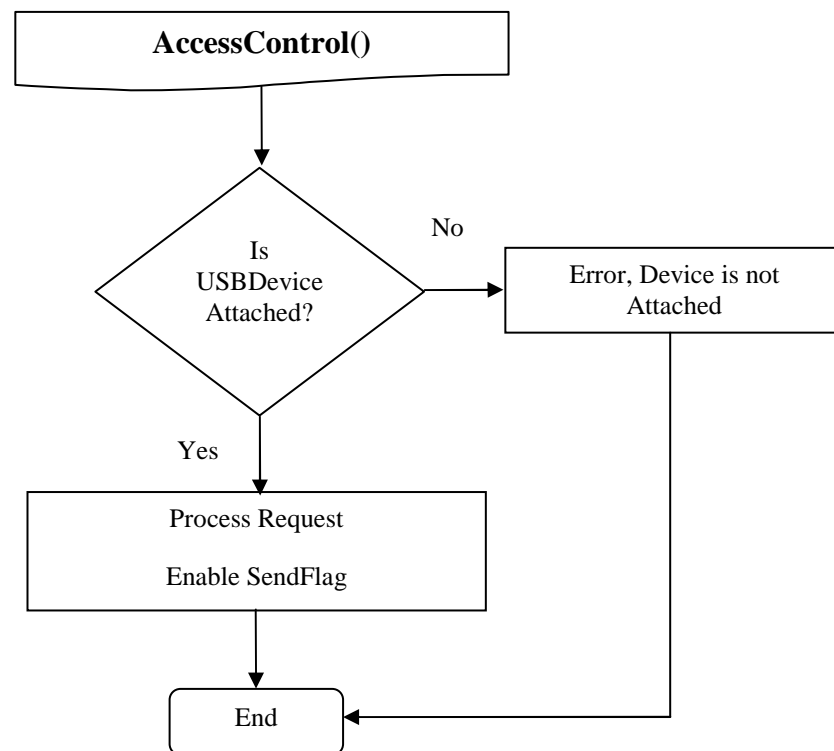 AccessControl()
Is
USBDevice
Attached?
No
Error, Device is not
Attached
Yes
Process Request
Enable SendFlag
End